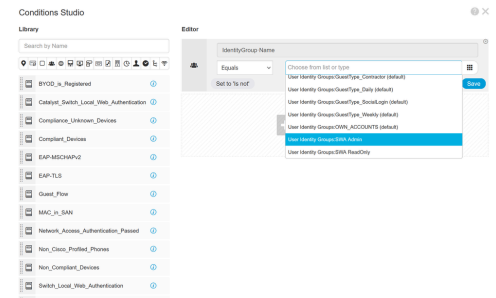 Conditions Studio
Library
Search by Name
BYOD_is_Registered
Catalyst_Switch_Local_Web_Authentication
Compliance_Unknown_Devices
Compliant_Devices
EAP-MSCHAPv2
EAP-TLS
Guest_Flow
MAC_in_SAN
Network_Access_Authentication_Passed
Non_Cisco_Profiled_Phones
Non_Compliant_Devices
Switch_Local_Web_Authentication
Editor
IdentityGroup Name
Equals
Choose from list or type
Set to 'Is not'
User Identity Groups:GuestType_Contractor (default)
User Identity Groups:GuestType_Daily (default)
User Identity Groups:GuestType_SocialLogin (default)
User Identity Groups:GuestType_Weekly (default)
User Identity Groups:OWN_ACCOUNTS (default)
User Identity Groups:SWA Admin
User Identity Groups:SWA ReadOnly
Save